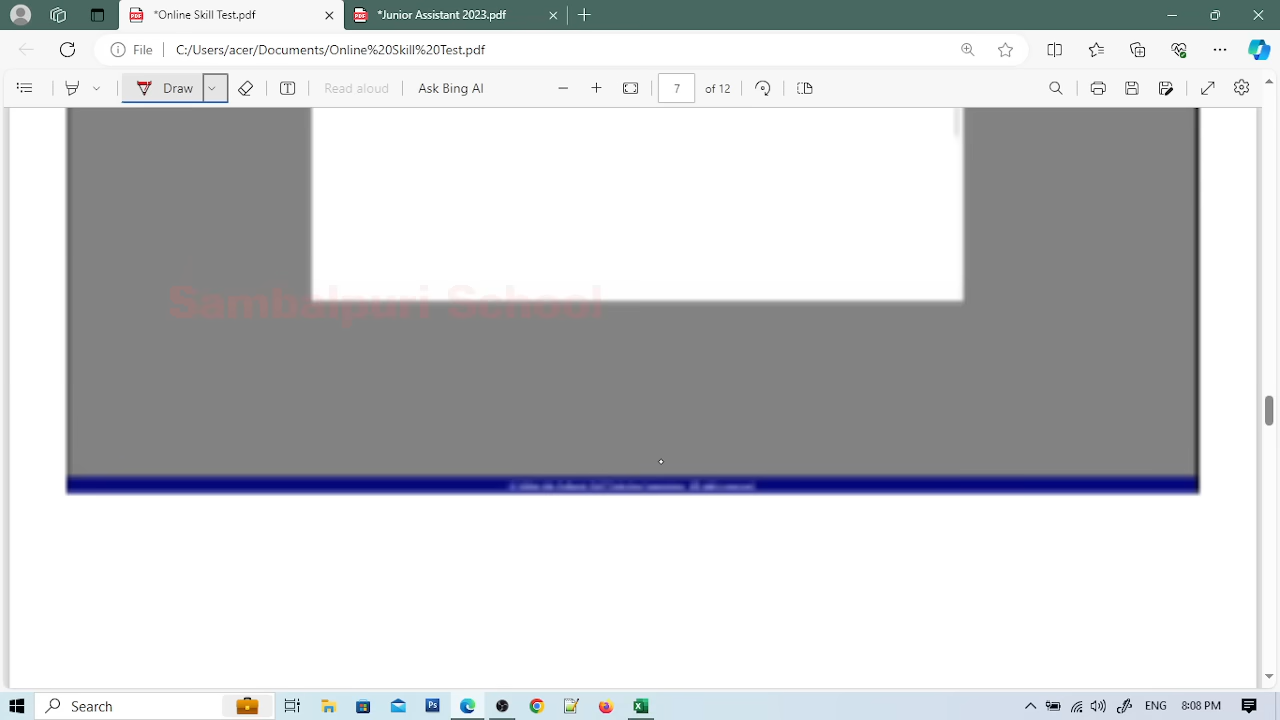 *Online Skill Test.pdf
*Junior Assistant 2023.pdf
File C:/Users/acer/Documents/Online%20Skill%20Test.pdf
Draw
Read aloud
Ask Bing AI
7 of 12
Sambalpuri School
Search
ENG 8:08 PM